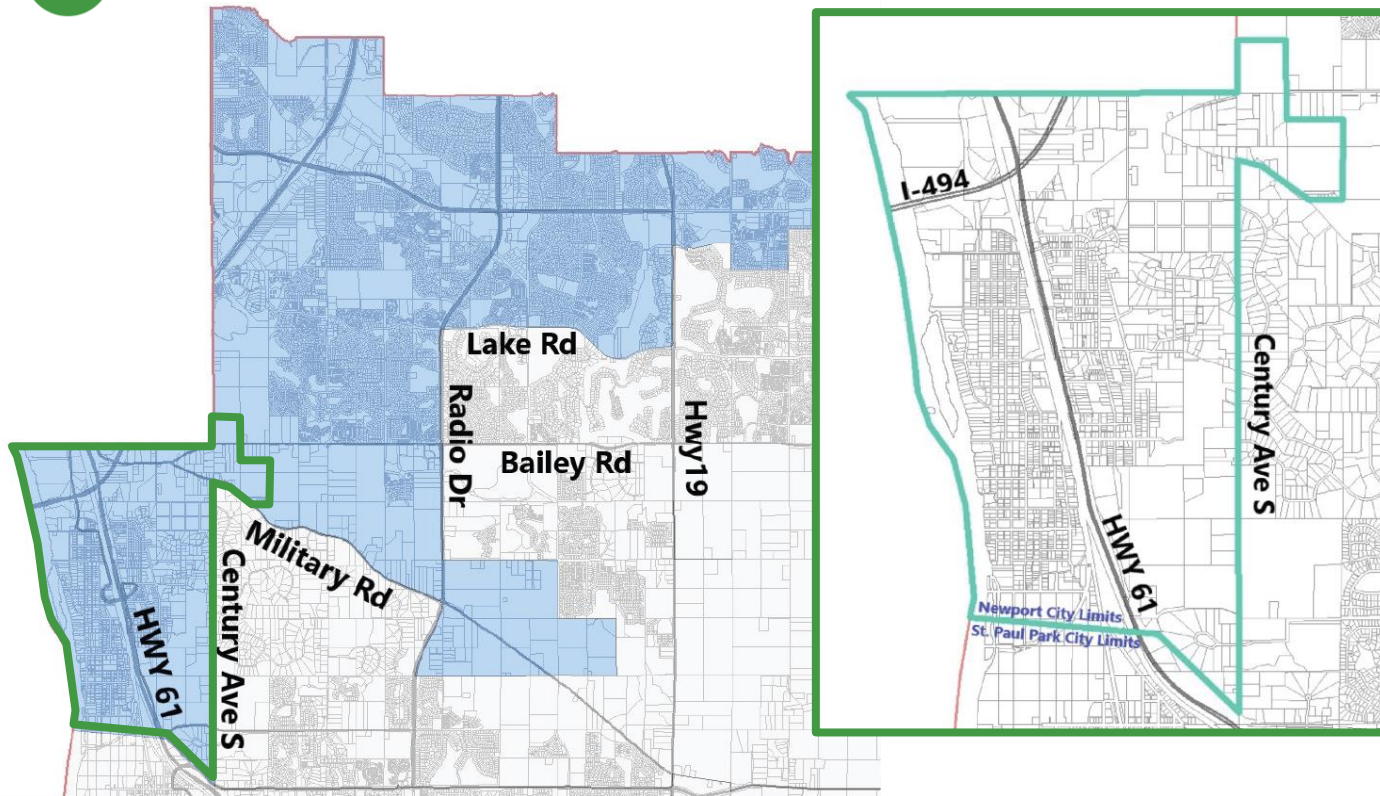 Lake Rd
Radio Dr
Hwy19
Bailey Rd
Military Rd
Century Ave S
HWY 61
I-494
Century Ave S
HWY 61
Newport City Limits
St. Paul Park City Limits